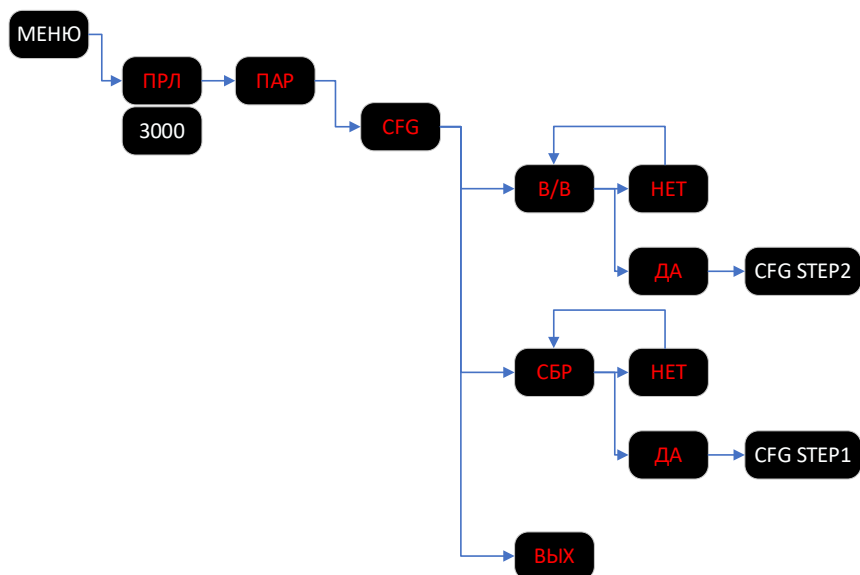 МЕНЮ
ПРЛ
ПАР
3000
CFG
В/В
НЕТ
ДА
CFG STEP2
СБР
НЕТ
ДА
CFG STEP1
ВЫХ